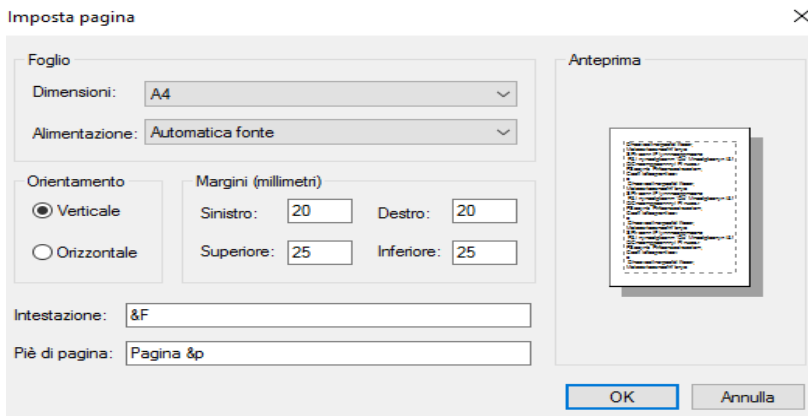 Imposta pagina
Foglio
Dimensioni: A4
Alimentazione: Automatica fonte
Orientamento
Verticale
Orizzontale
Margini (millimetri)
Sinistro: 20 Destro: 20
Superiore: 25 Inferiore: 25
Intestazione: &F
Piè di pagina: Pagina &p
Anteprima
OK Annulla